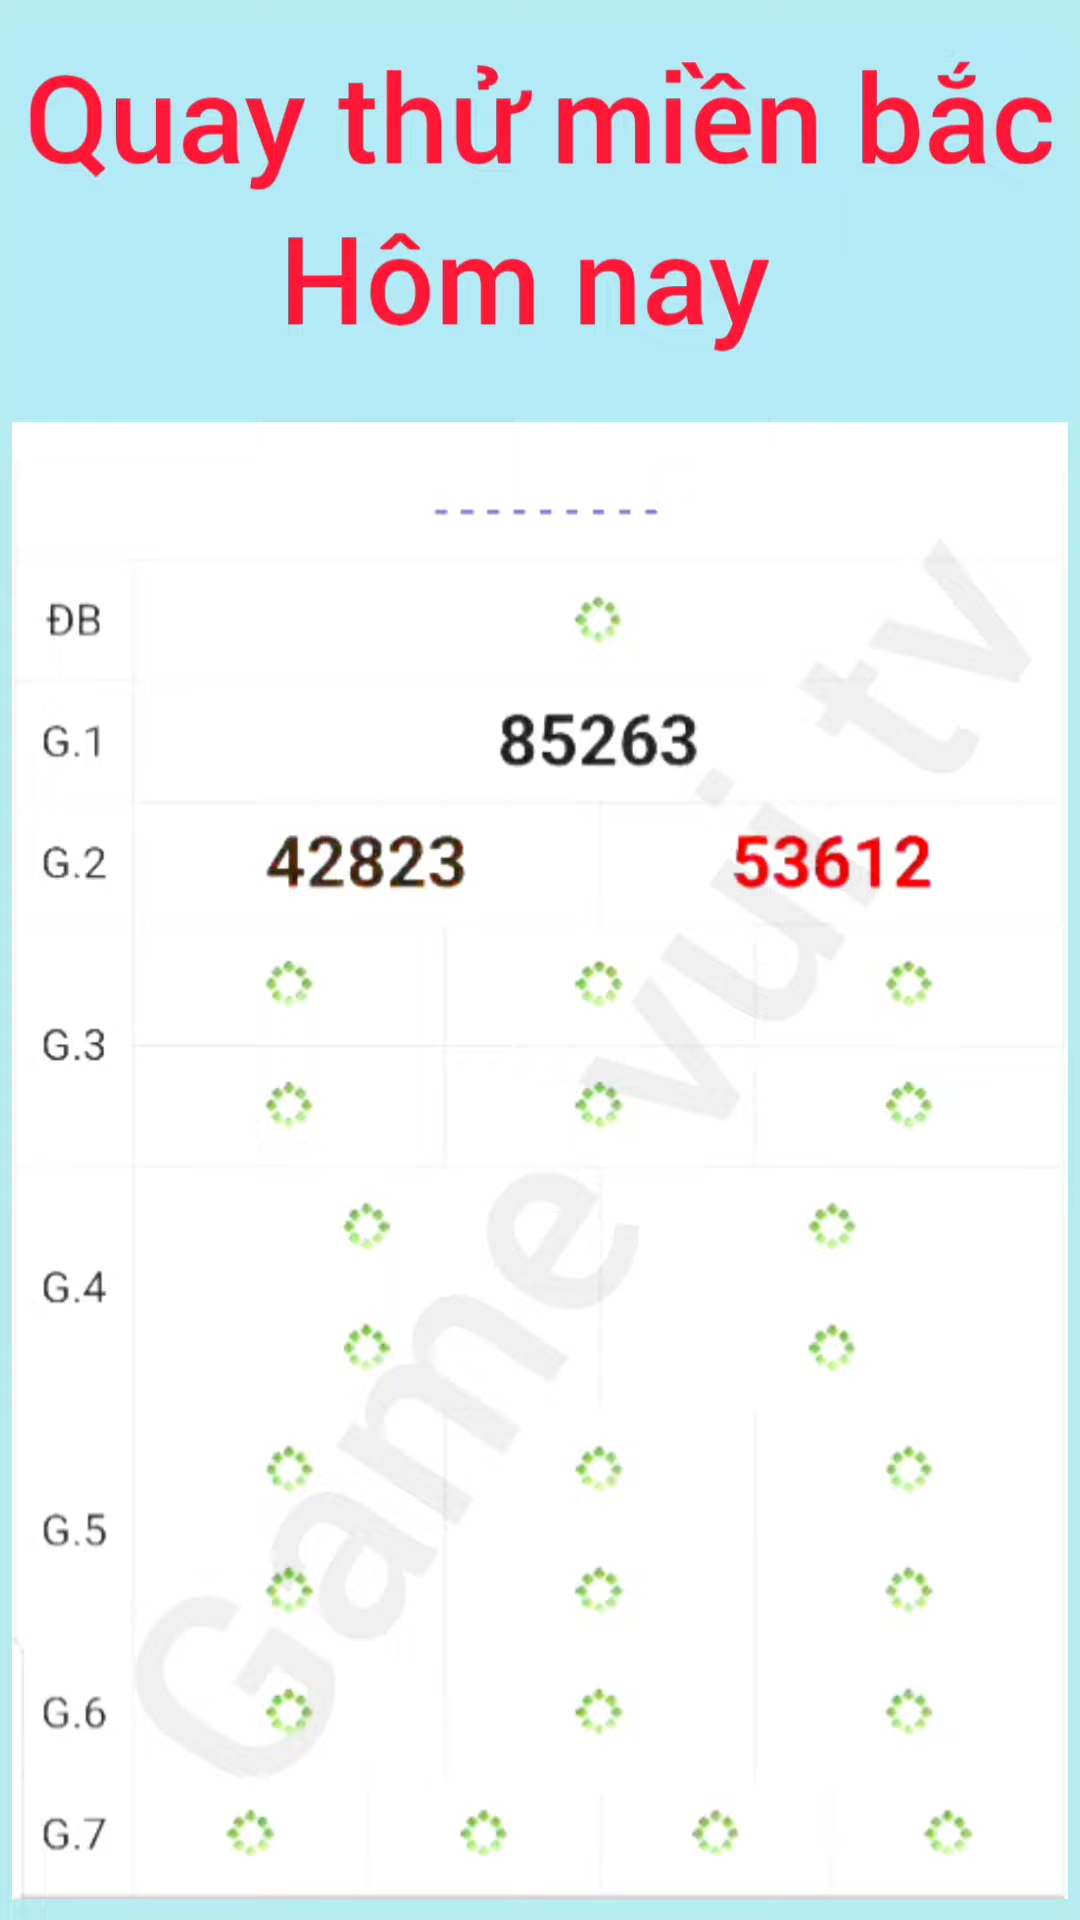 Quay thử miền bắc
Hôm nay
---------
ĐB
G.1 85263
G.2 42823 53612
G.3
G.4
G.5
G.6
G.7
Game vui tv